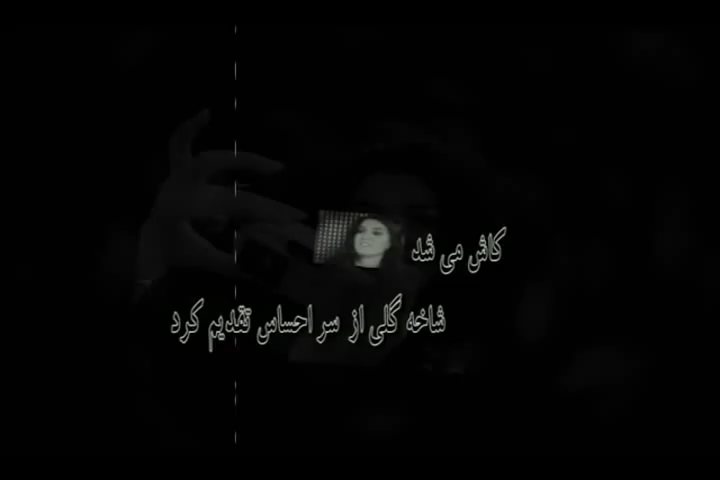 کاش می شد
شاخه گلی از سر احساس تقدیم کرد